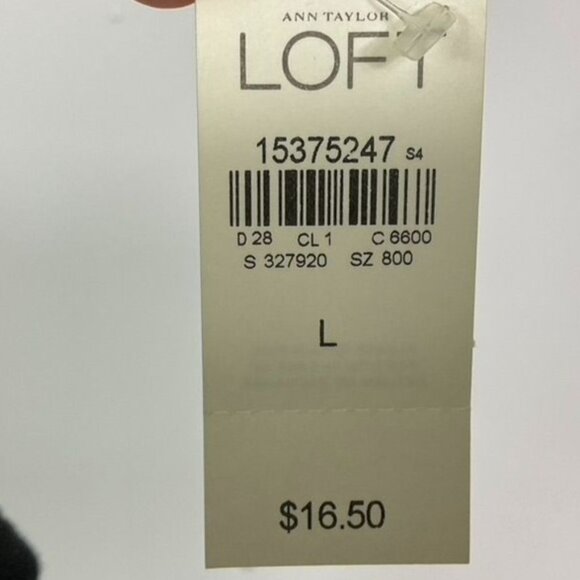 ANN TAYLOR
LOFT
15375247 S4
D 28 CL 1 C 6600
S 327920 SZ 800
L
$16.50